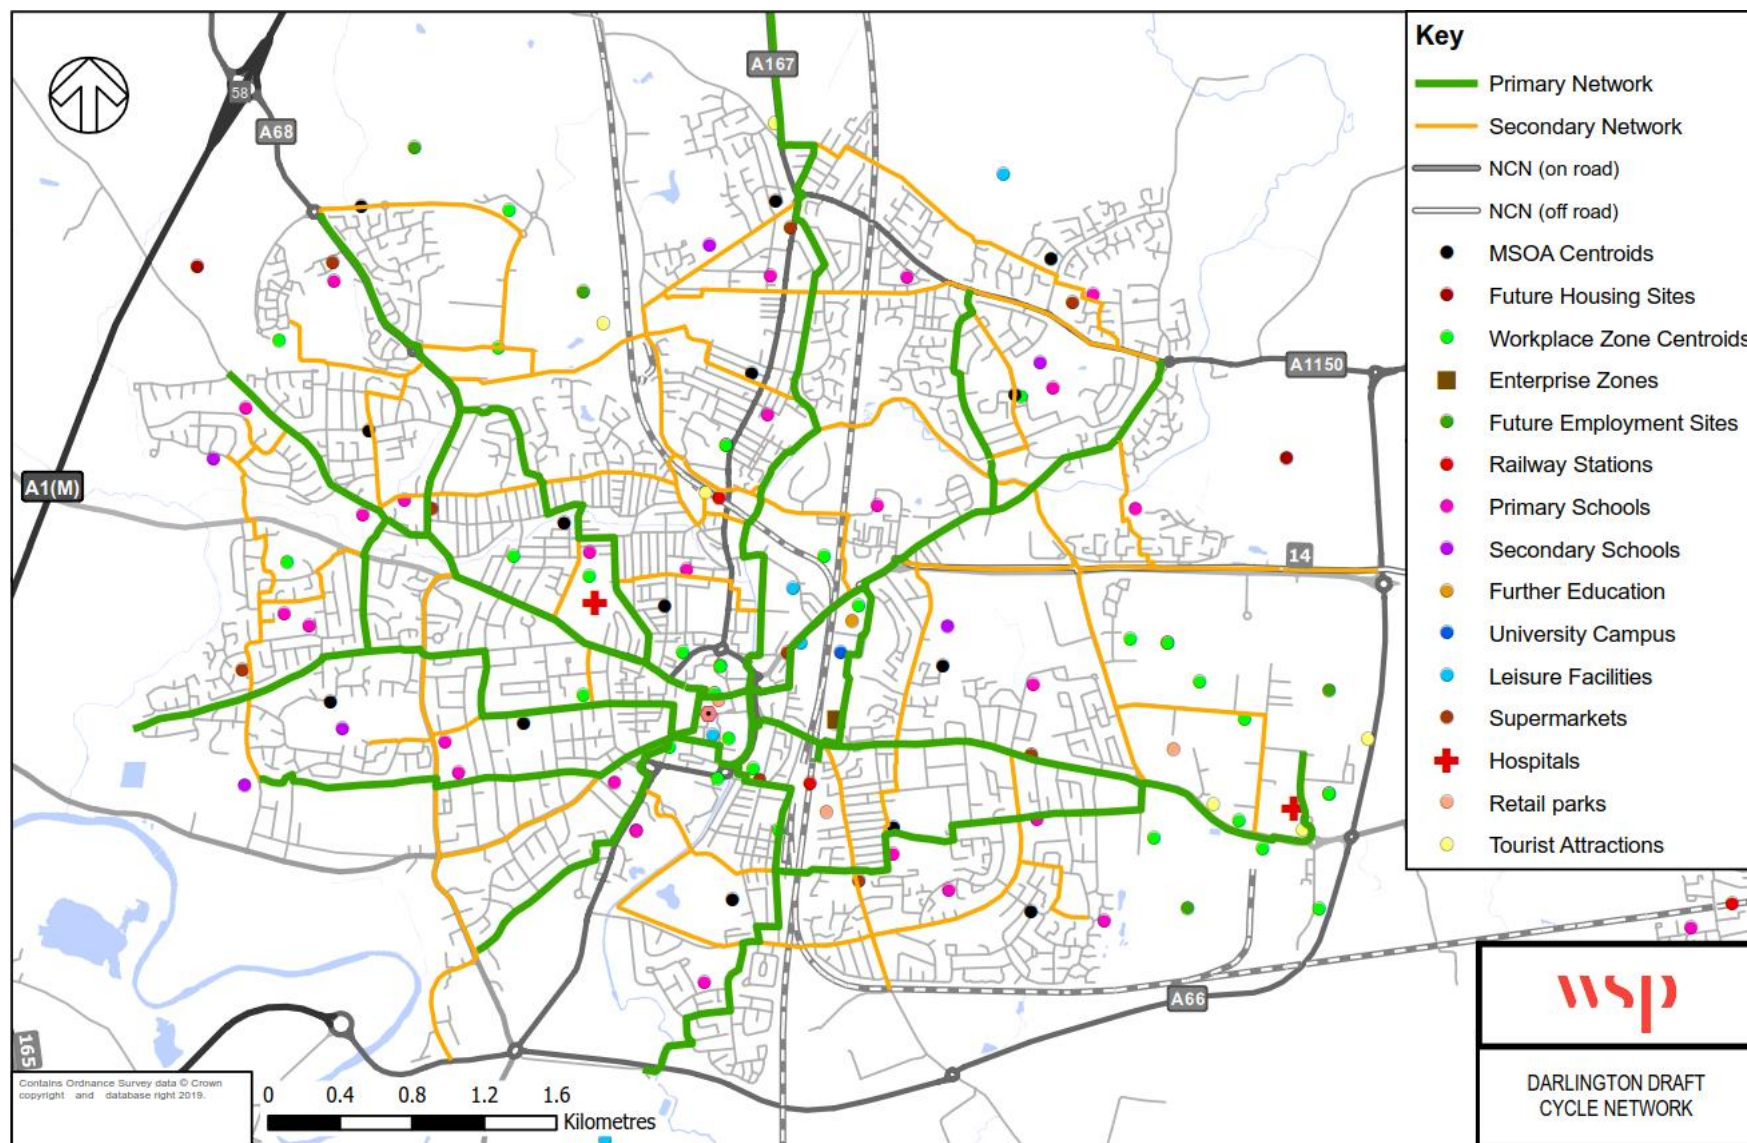 A167
58
A68
A1150
A1(M)
14
A66
165
Key
Primary Network
Secondary Network
NCN (on road)
NCN (off road)
MSOA Centroids
Future Housing Sites
Workplace Zone Centroids
Enterprise Zones
Future Employment Sites
Railway Stations
Primary Schools
Secondary Schools
Further Education
University Campus
Leisure Facilities
Supermarkets
Hospitals
Retail parks
Tourist Attractions
wsp
DARLINGTON DRAFT
CYCLE NETWORK
Contains Ordnance Survey data © Crown
copyright and database right 2019.
0 0.4 0.8 1.2 1.6
Kilometres